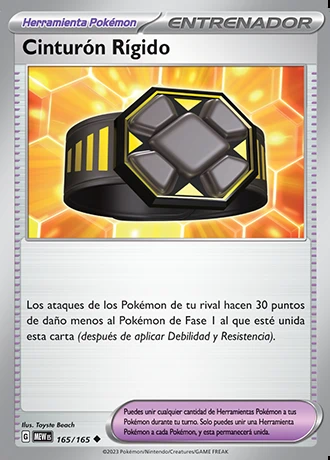 Herramienta Pokémon
ENTRENADOR
Cinturón Rígido
Los ataques de los Pokémon de tu rival hacen 30 puntos
de daño menos al Pokémon de Fase 1 al que esté unida
esta carta (después de aplicar Debilidad y Resistencia).
Ilus. Toyste Beach
G MEW ES 165/165
Puedes unir cualquier cantidad de Herramientas Pokémon a tus
Pokémon durante tu turno. Solo puedes unir una Herramienta
Pokémon a cada Pokémon, y esta permanecerá unida.
©2023 Pokémon/Nintendo/Creatures/GAME FREAK